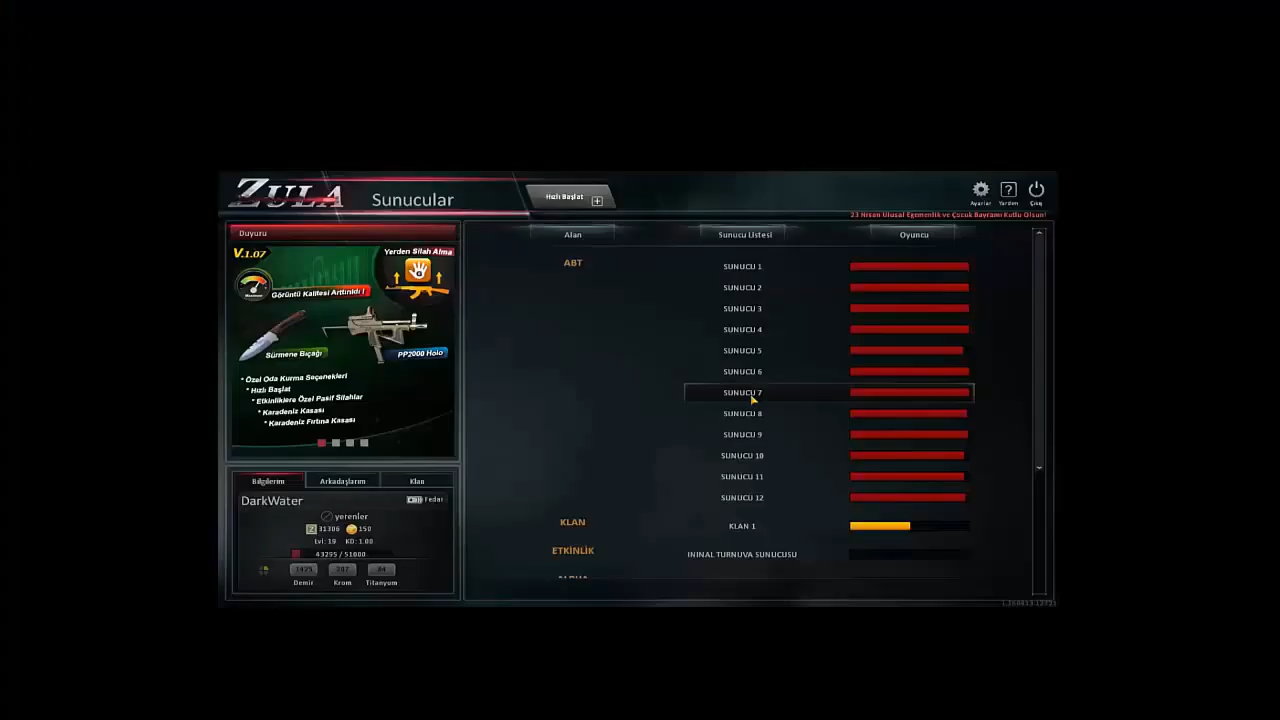 ZULA
Sunucular
Hızlı Başlat
Ayarlar
Yardım
Çıkış
23 Nisan Ulusal Egemenlik ve Çocuk Bayramı Kutlu Olsun!
Duyuru
V.1.07
Yerden Silah Alma
Görüntü Kalitesi Arttırıldı !
Sürmene Bıçağı
PP2000 Holo
* Özel Oda Kurma Seçenekleri
* Hızlı Başlat
* Etkinliklere Özel Pasif Silahlar
* Karadeniz Kasası
* Karadeniz Fırtına Kasası
Bilgilerim
Arkadaşlarım
Klan
DarkWater
Fedai
yerenler
31306
150
Lvl: 19 KD: 1.00
43295 / 51000
Demir
Krom
Titanyum
Alan
Sunucu Listesi
Oyuncu
ABT
SUNUCU 1
SUNUCU 2
SUNUCU 3
SUNUCU 4
SUNUCU 5
SUNUCU 6
SUNUCU 7
SUNUCU 8
SUNUCU 9
SUNUCU 10
SUNUCU 11
SUNUCU 12
KLAN
KLAN 1
ETKİNLİK
ININAL TURNUVA SUNUCUSU